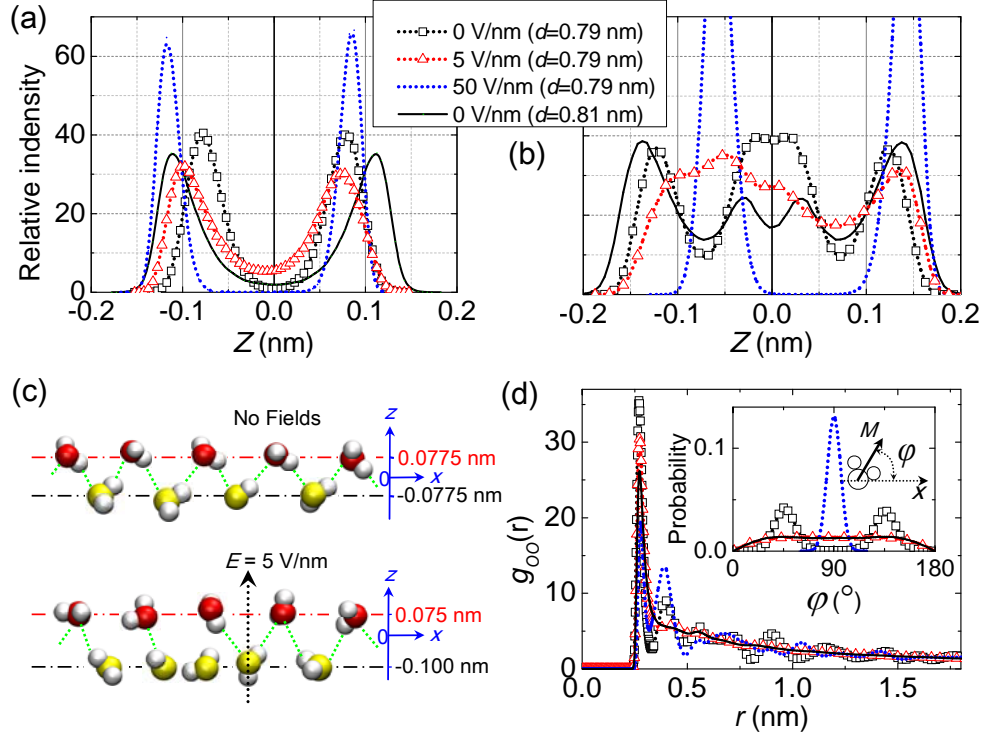 (a)
0 V/nm (d=0.79 nm)
5 V/nm (d=0.79 nm)
50 V/nm (d=0.79 nm)
0 V/nm (d=0.81 nm)
(b)
Relative indensity
60
40
20
0
-0.2 -0.1 0.0 0.1 0.2
Z (nm)
-0.2 -0.1 0.0 0.1 0.2
Z (nm)
(c)
No Fields
z
0.0775 nm
0 x
-0.0775 nm
E = 5 V/nm
z
0.075 nm
0 x
-0.100 nm
(d)
gOO(r)
30
25
20
15
10
5
0
0.0 0.5 1.0 1.5
r (nm)
Probability
0.1
0.0
0 90 180
φ (°)
M
φ
x